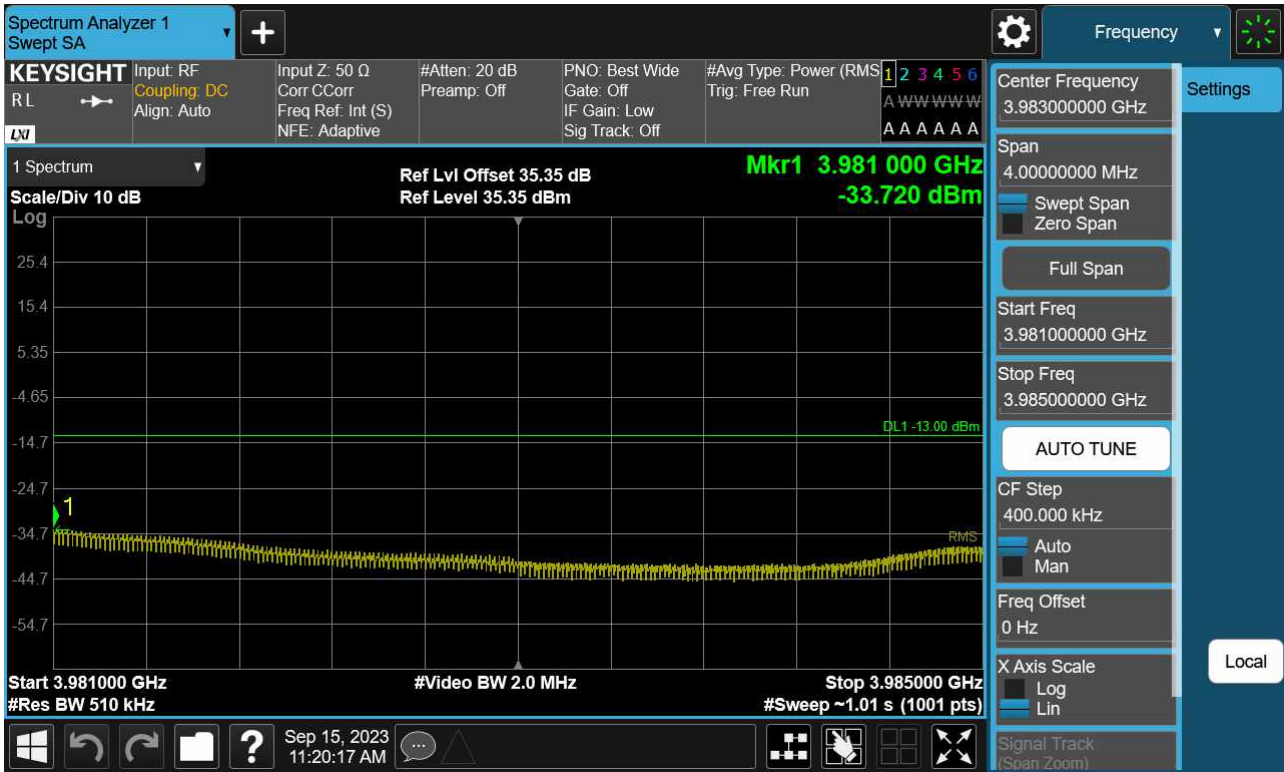 Spectrum Analyzer 1
Swept SA
+
Frequency
KEYSIGHT
R L
LXI
Input: RF
Coupling: DC
Align: Auto
Input Z: 50 Ω
Corr CCorr
Freq Ref: Int (S)
NFE: Adaptive
#Atten: 20 dB
Preamp: Off
PNO: Best Wide
Gate: Off
IF Gain: Low
Sig Track: Off
#Avg Type: Power (RMS
Trig: Free Run
1 2 3 4 5 6
A W W W W W
A A A A A A
1 Spectrum
Scale/Div 10 dB
Log
Ref Lvl Offset 35.35 dB
Ref Level 35.35 dBm
Mkr1 3.981 000 GHz
-33.720 dBm
25.4
15.4
5.35
-4.65
-14.7
-24.7
-34.7
-44.7
-54.7
DL1 -13.00 dBm
1
RMS
Start 3.981000 GHz
#Res BW 510 kHz
#Video BW 2.0 MHz
Stop 3.985000 GHz
#Sweep ~1.01 s (1001 pts)
Center Frequency
3.983000000 GHz
Span
4.00000000 MHz
Swept Span
Zero Span
Full Span
Start Freq
3.981000000 GHz
Stop Freq
3.985000000 GHz
AUTO TUNE
CF Step
400.000 kHz
Auto
Man
Freq Offset
0 Hz
X Axis Scale
Log
Lin
Signal Track
(Span Zoom)
Settings
Local
?
Sep 15, 2023
11:20:17 AM